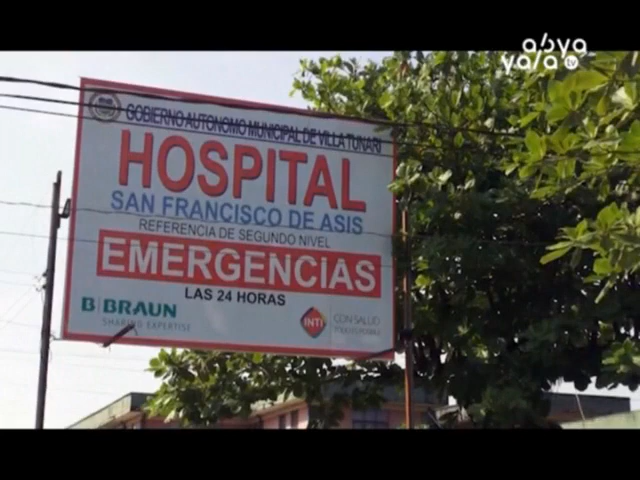 abya
yala tv
GOBIERNO AUTONOMO MUNICIPAL DE VILLA TUNARI
HOSPITAL
SAN FRANCISCO DE ASIS
REFERENCIA DE SEGUNDO NIVEL
EMERGENCIAS
LAS 24 HORAS
B BRAUN
SHARING EXPERTISE
INTI
CON SALUD